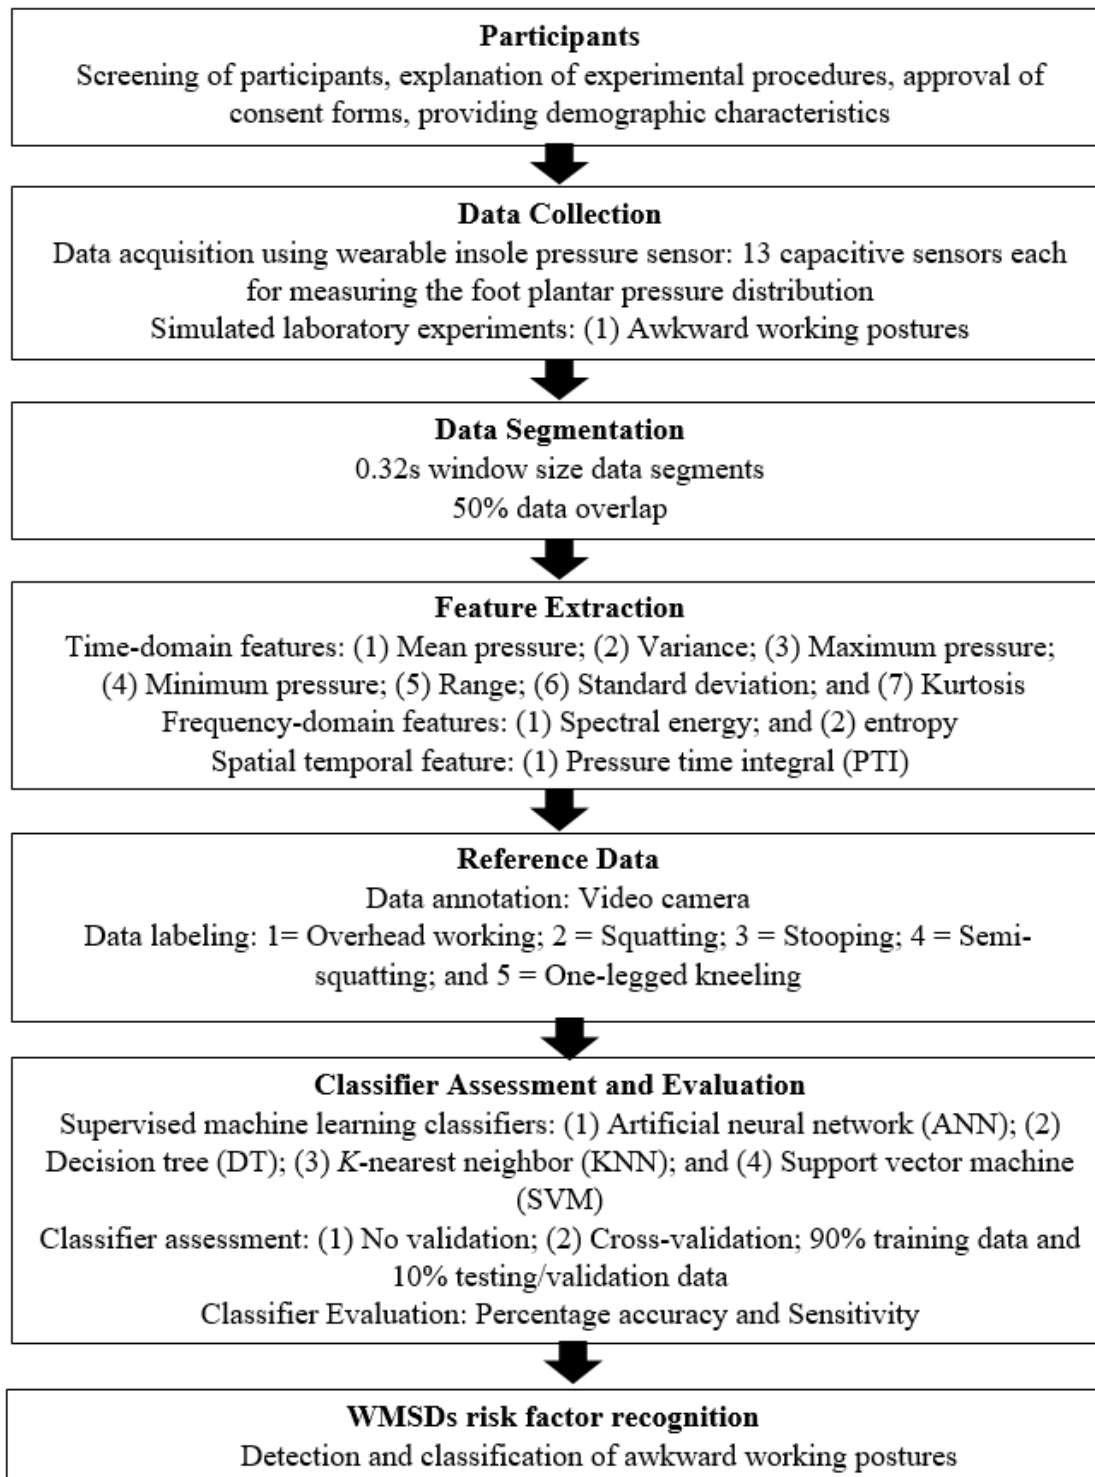 Participants
Screening of participants, explanation of experimental procedures, approval of
consent forms, providing demographic characteristics
Data Collection
Data acquisition using wearable insole pressure sensor: 13 capacitive sensors each
for measuring the foot plantar pressure distribution
Simulated laboratory experiments: (1) Awkward working postures
Data Segmentation
0.32s window size data segments
50% data overlap
Feature Extraction
Time-domain features: (1) Mean pressure; (2) Variance; (3) Maximum pressure;
(4) Minimum pressure; (5) Range; (6) Standard deviation; and (7) Kurtosis
Frequency-domain features: (1) Spectral energy; and (2) entropy
Spatial temporal feature: (1) Pressure time integral (PTI)
Reference Data
Data annotation: Video camera
Data labeling: 1= Overhead working; 2 = Squatting; 3 = Stooping; 4 = Semi-
squatting; and 5 = One-legged kneeling
Classifier Assessment and Evaluation
Supervised machine learning classifiers: (1) Artificial neural network (ANN); (2)
Decision tree (DT); (3) K-nearest neighbor (KNN); and (4) Support vector machine
(SVM)
Classifier assessment: (1) No validation; (2) Cross-validation; 90% training data and
10% testing/validation data
Classifier Evaluation: Percentage accuracy and Sensitivity
WMSDs risk factor recognition
Detection and classification of awkward working postures